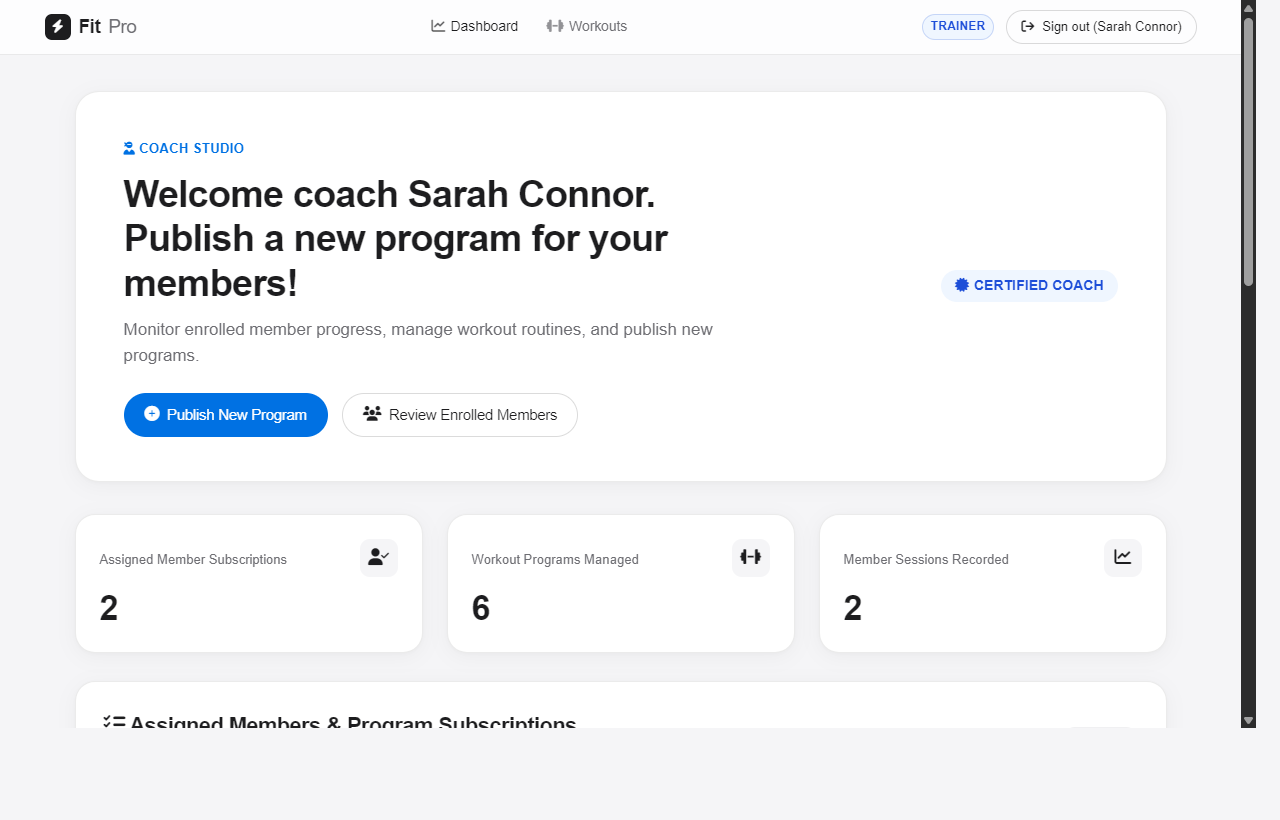 Fit Pro
Dashboard
Workouts
TRAINER
Sign out (Sarah Connor)
COACH STUDIO
Welcome coach Sarah Connor.
Publish a new program for your
members!
Monitor enrolled member progress, manage workout routines, and publish new
programs.
CERTIFIED COACH
Publish New Program
Review Enrolled Members
Assigned Member Subscriptions
2
Workout Programs Managed
6
Member Sessions Recorded
2
Assigned Members & Program Subscriptions